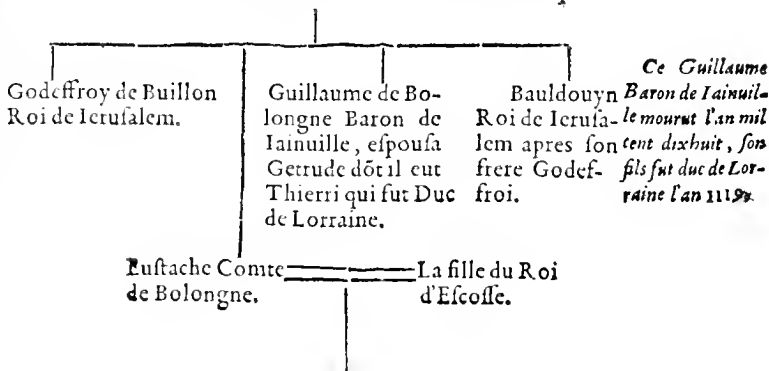 Godeffroy de Buillon
Roi de Ieruſalem.
Guillaume de Bo-
longne Baron de
Iainuille, eſpouſa
Getrude dõt il eut
Thierri qui fut Duc
de Lorraine.
Bauldouyn
Roi de Ieruſa-
lem apres ſon
frere Godef-
froi.
Ce Guillaume
Baron de Iainuil-
le mourut l'an mil
cent dixhuit, ſon
fils fut duc de Lor-
raine l'an 1119.
Euſtache Comte
de Bolongne.
La fille du Roi
d'Eſcoſſe.